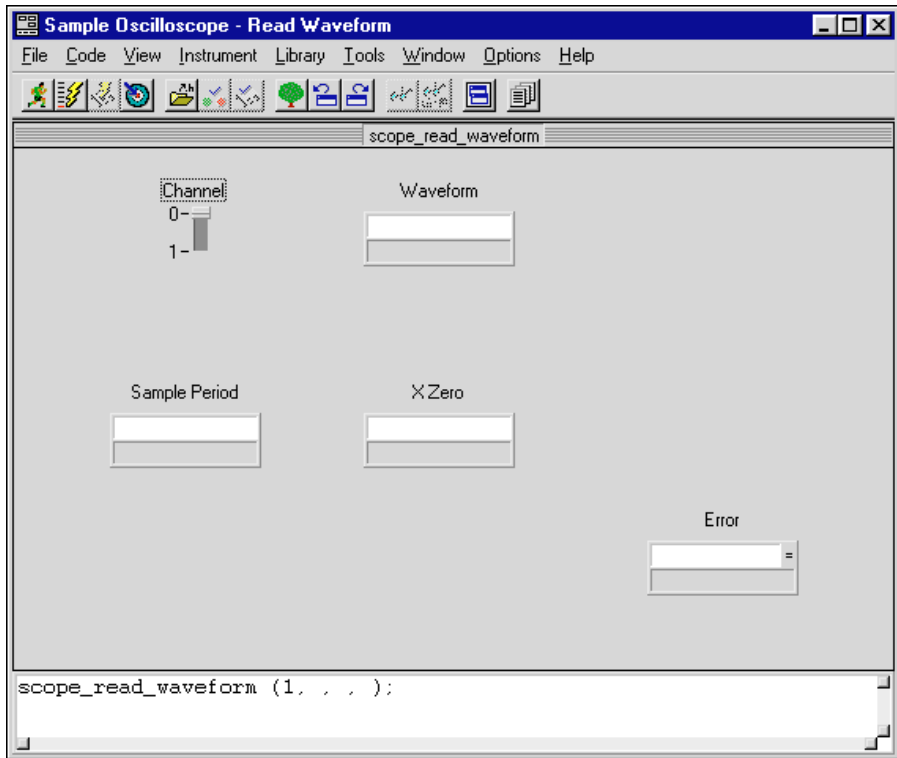 Sample Oscilloscope - Read Waveform
File Code View Instrument Library Tools Window Options Help
scope_read_waveform
Channel
0
1
Waveform
Sample Period
X Zero
Error
=
scope_read_waveform (1, , , );